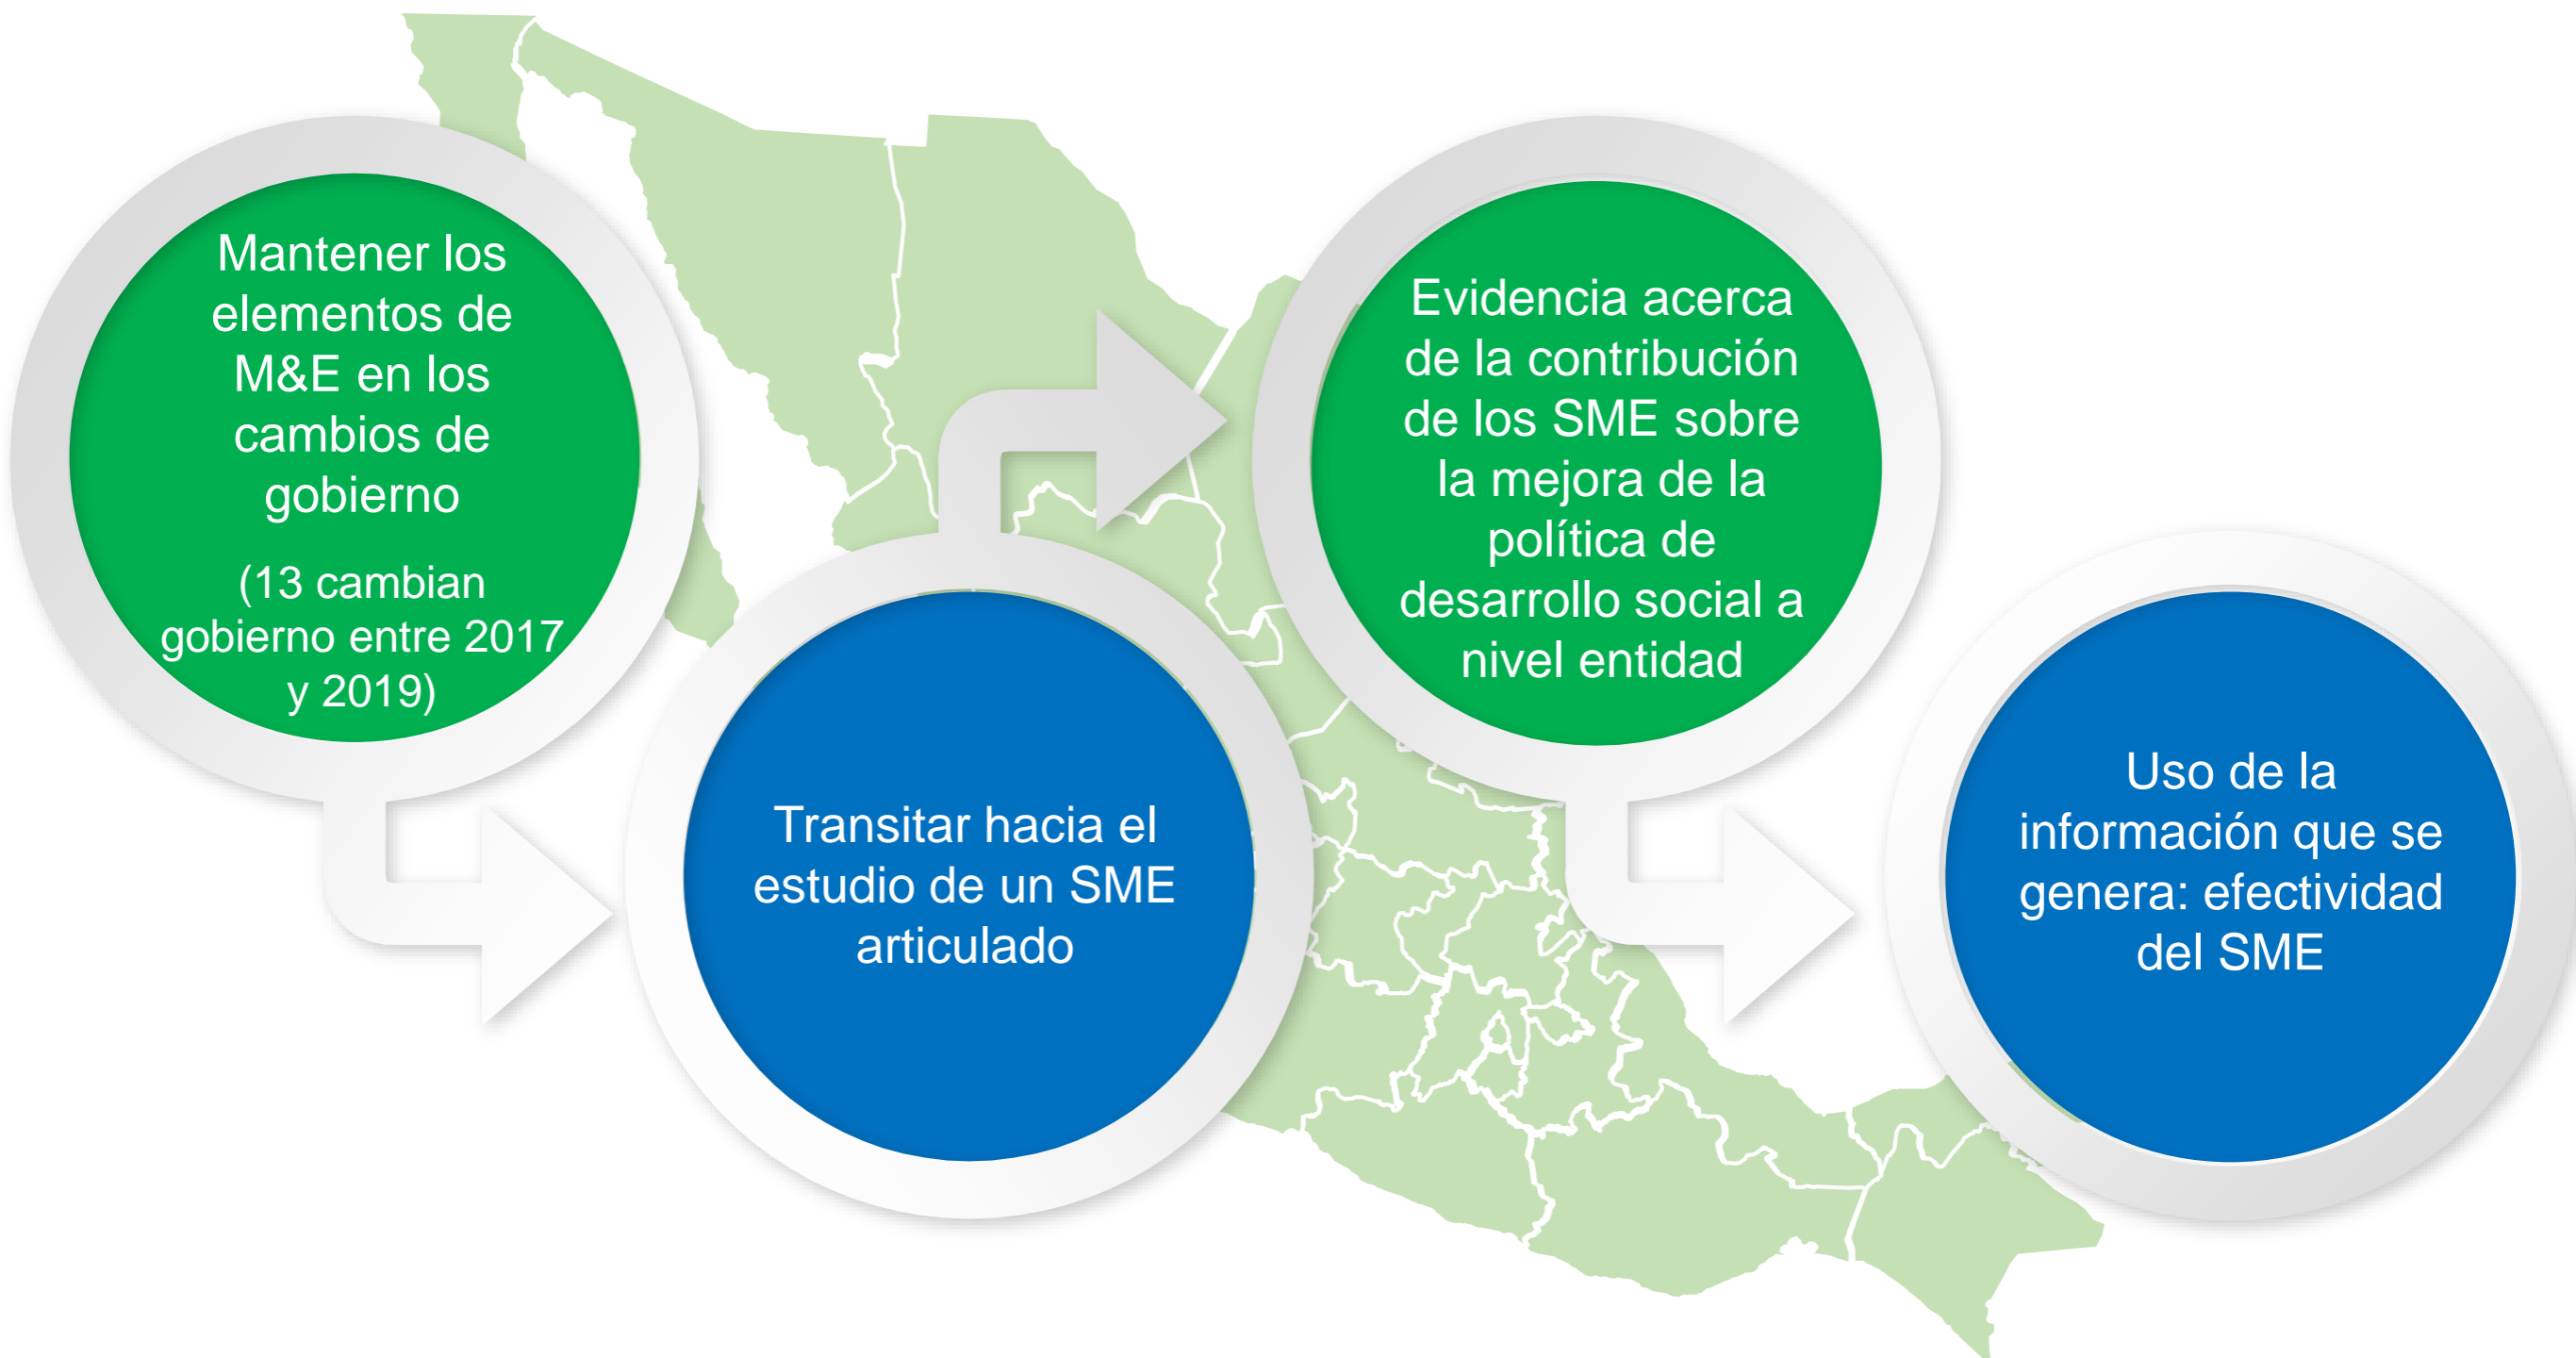 Mantener los
elementos de
M&E en los
cambios de
gobierno
(13 cambian
gobierno entre 2017
y 2019)
Transitar hacia el
estudio de un SME
articulado
Evidencia acerca
de la contribución
de los SME sobre
la mejora de la
política de
desarrollo social a
nivel entidad
Uso de la
información que se
genera: efectividad
del SME